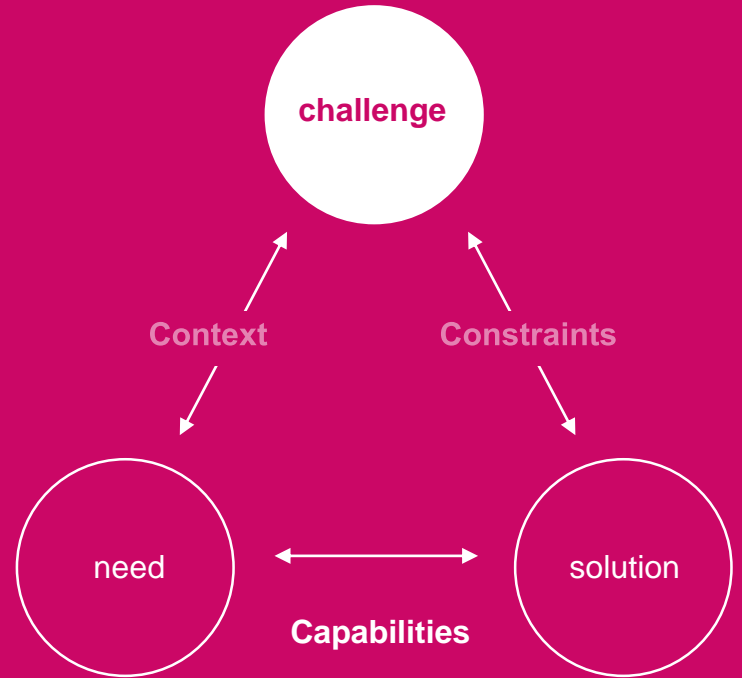 challenge
Context
Constraints
need
solution
Capabilities